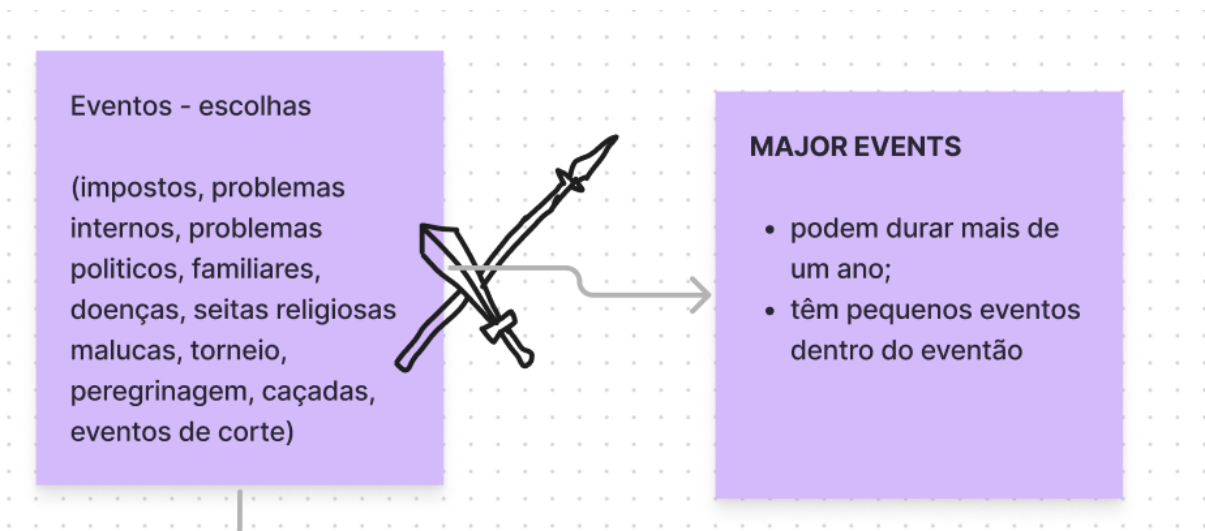 Eventos - escolhas
(impostos, problemas
internos, problemas
politicos, familiares,
doenças, seitas religiosas
malucas, torneio,
peregrinagem, caçadas,
eventos de corte)
MAJOR EVENTS
• podem durar mais de
um ano;
• têm pequenos eventos
dentro do eventão